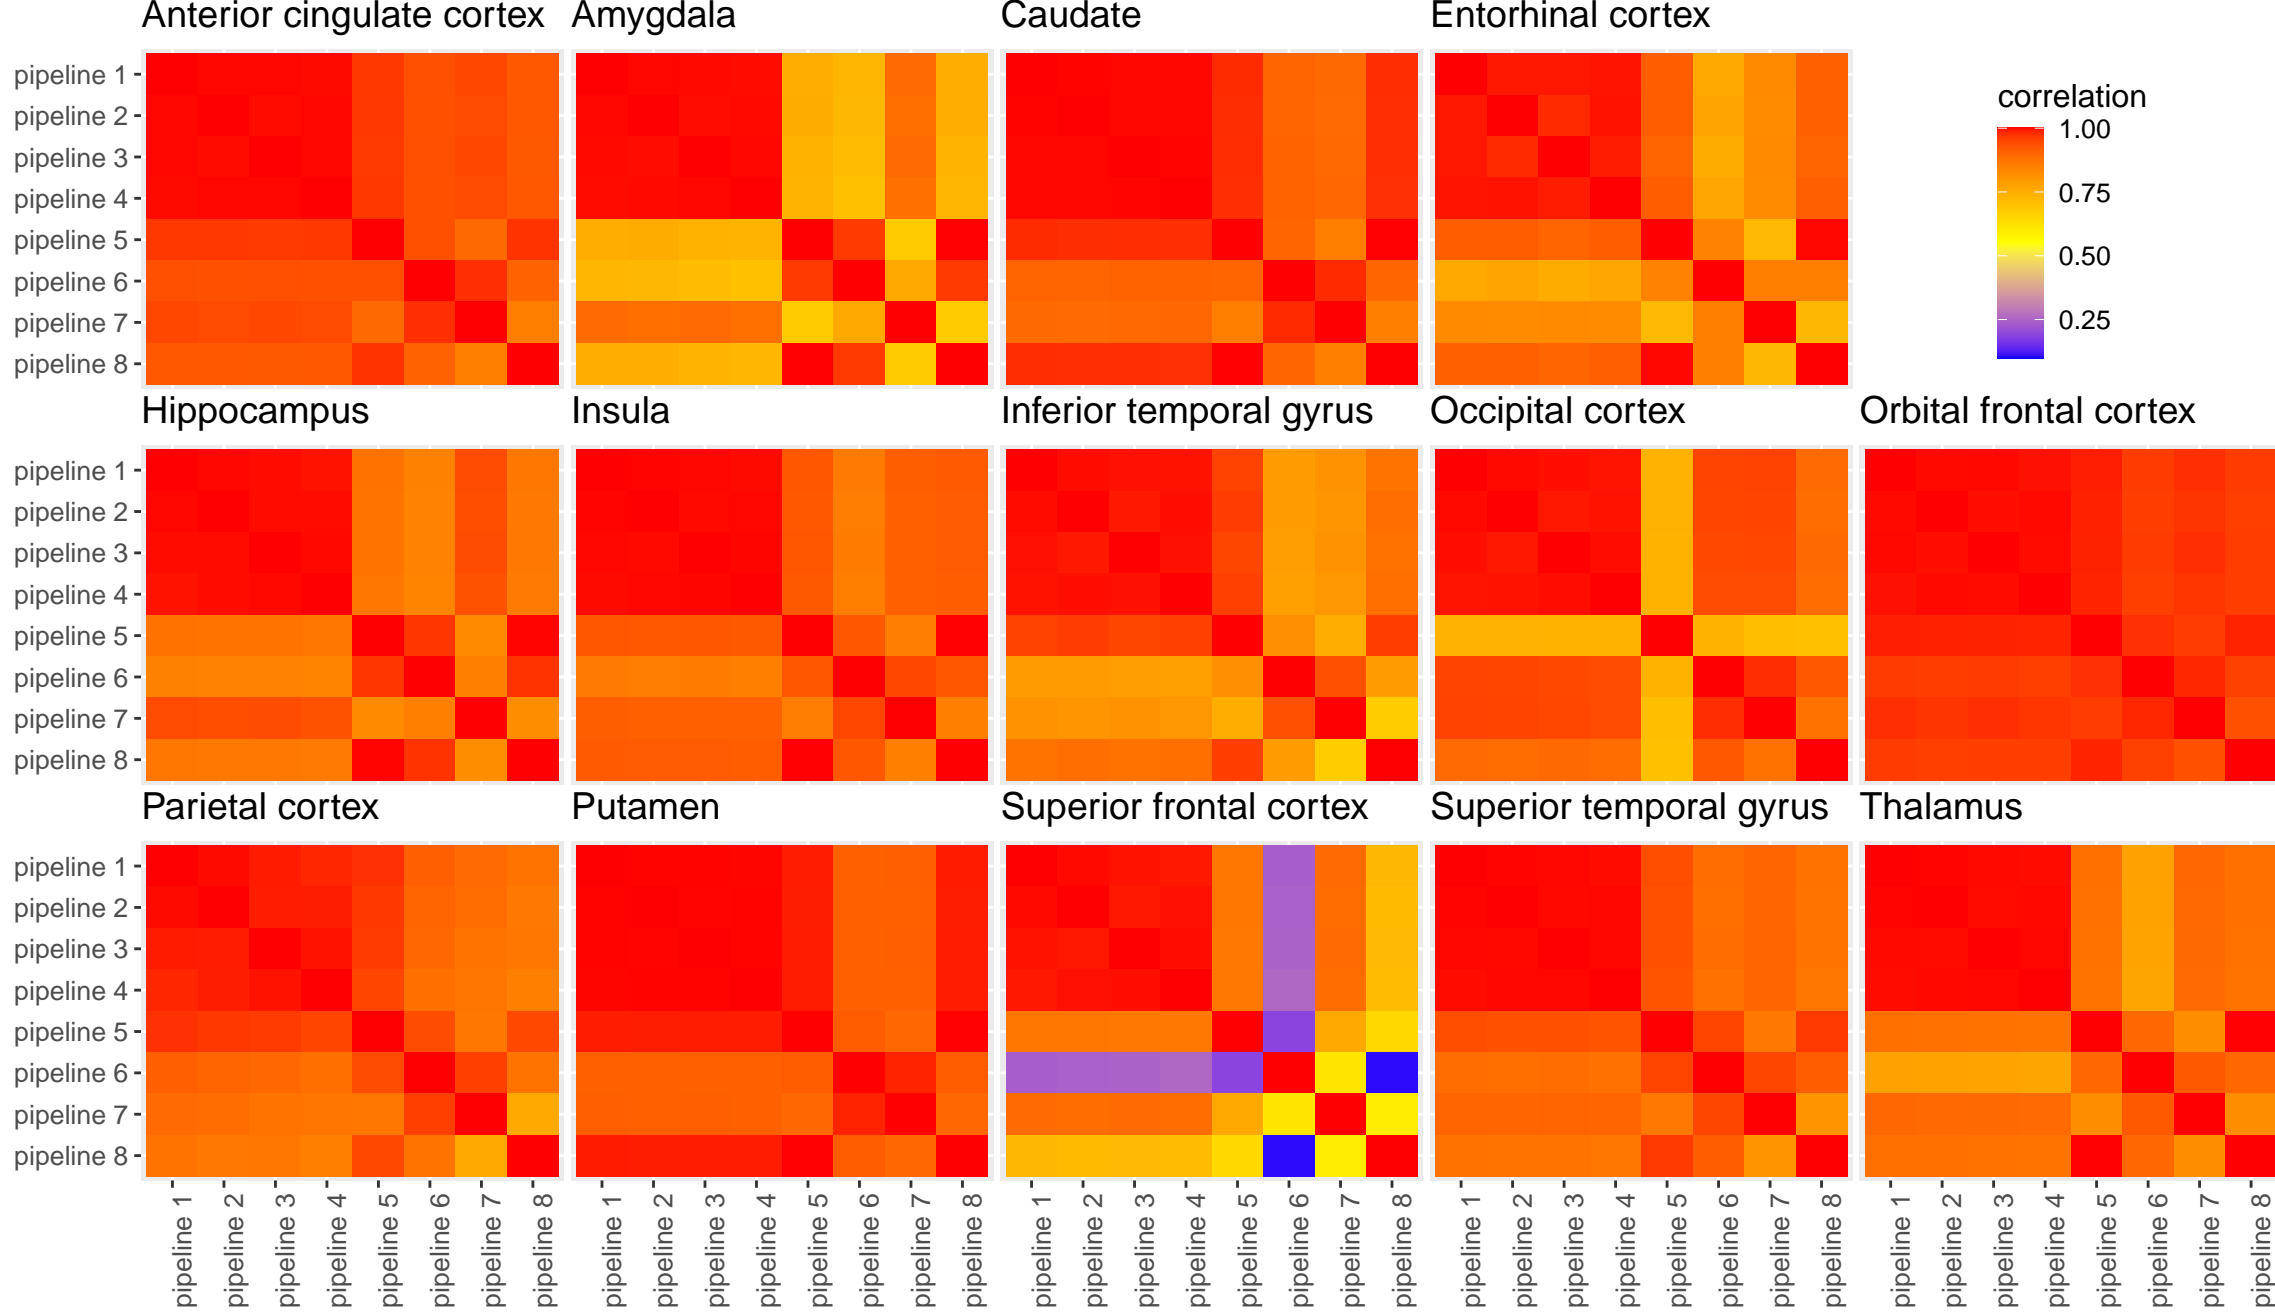 Anterior cingulate cortex
Amygdala
Caudate
Entorhinal cortex
pipeline 1
pipeline 2
pipeline 3
pipeline 4
pipeline 5
pipeline 6
pipeline 7
pipeline 8
correlation
1.00
0.75
0.50
0.25
Hippocampus
Insula
Inferior temporal gyrus
Occipital cortex
Orbital frontal cortex
pipeline 1
pipeline 2
pipeline 3
pipeline 4
pipeline 5
pipeline 6
pipeline 7
pipeline 8
Parietal cortex
Putamen
Superior frontal cortex
Superior temporal gyrus
Thalamus
pipeline 1
pipeline 2
pipeline 3
pipeline 4
pipeline 5
pipeline 6
pipeline 7
pipeline 8
pipeline 1
pipeline 2
pipeline 3
pipeline 4
pipeline 5
pipeline 6
pipeline 7
pipeline 8
pipeline 1
pipeline 2
pipeline 3
pipeline 4
pipeline 5
pipeline 6
pipeline 7
pipeline 8
pipeline 1
pipeline 2
pipeline 3
pipeline 4
pipeline 5
pipeline 6
pipeline 7
pipeline 8
pipeline 1
pipeline 2
pipeline 3
pipeline 4
pipeline 5
pipeline 6
pipeline 7
pipeline 8
pipeline 1
pipeline 2
pipeline 3
pipeline 4
pipeline 5
pipeline 6
pipeline 7
pipeline 8